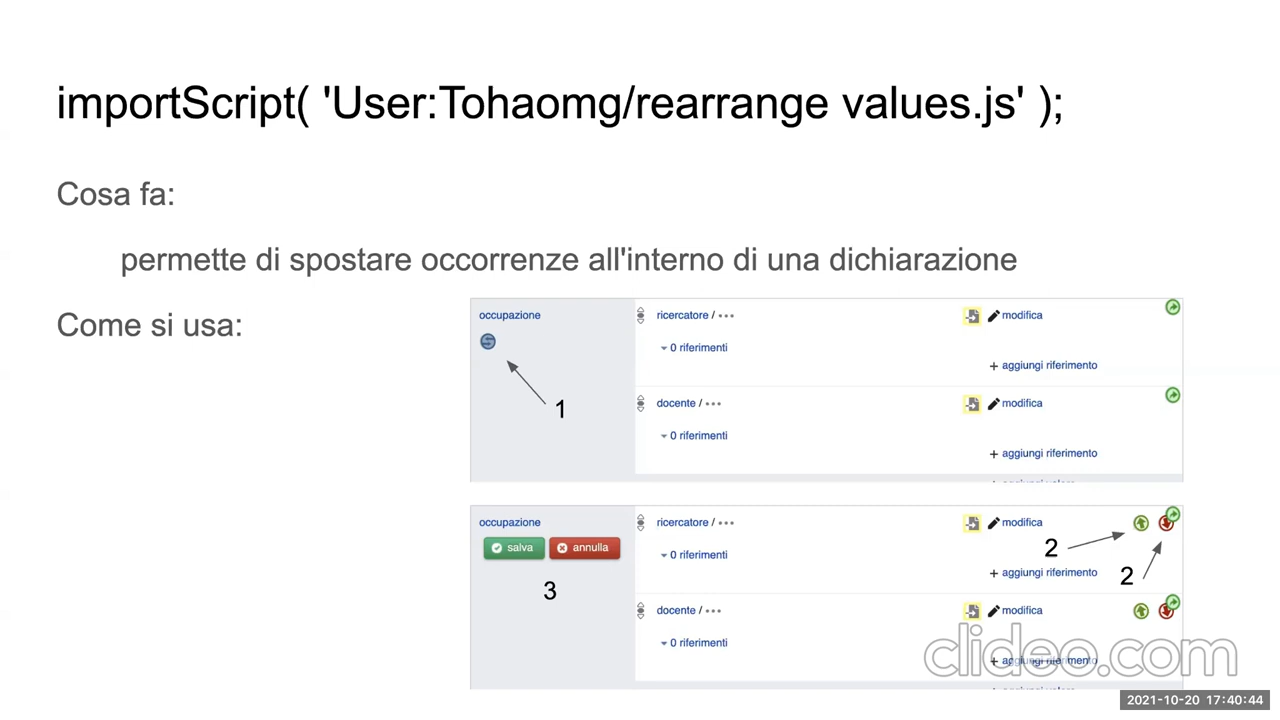 importScript( 'User:Tohaomg/rearrange values.js' );
Cosa fa:
permette di spostare occorrenze all'interno di una dichiarazione
Come si usa:
occupazione
ricercatore / •••
modifica
0 riferimenti
+ aggiungi riferimento
1
docente / •••
modifica
0 riferimenti
+ aggiungi riferimento
occupazione
ricercatore / •••
modifica
salva
annulla
2
0 riferimenti
+ aggiungi riferimento
2
3
docente / •••
modifica
0 riferimenti
+ aggiungi riferimento
clideo.com
2021-10-20 17:40:44